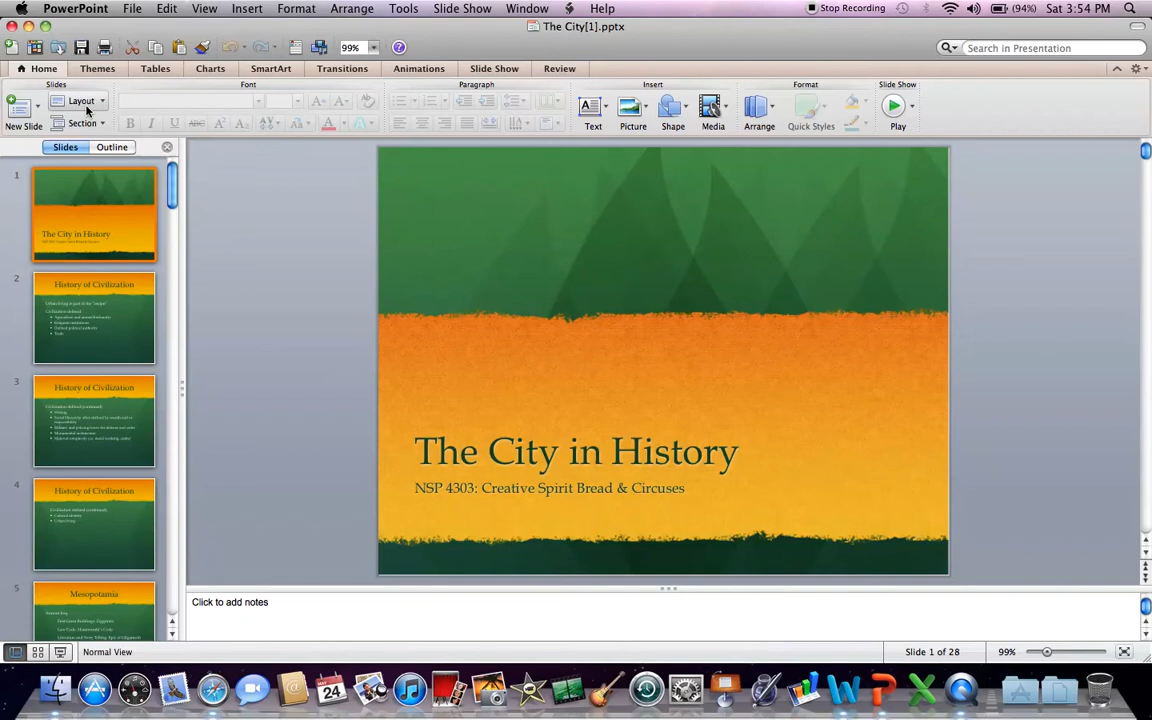 PowerPoint File Edit View Insert Format Arrange Tools Slide Show Window Help Stop Recording (94%) Sat 3:54 PM
The City[1].pptx
99% Search in Presentation
Home Themes Tables Charts SmartArt Transitions Animations Slide Show Review
Slides Font Paragraph Insert Format Slide Show
Layout
Section
New Slide Text Picture Shape Media Arrange Quick Styles Play
Slides Outline
1
The City in History
2
History of Civilization
3
History of Civilization
4
History of Civilization
5
Mesopotamia
The City in History
NSP 4303: Creative Spirit Bread & Circuses
Click to add notes
Normal View Slide 1 of 28 99%
MAY
24